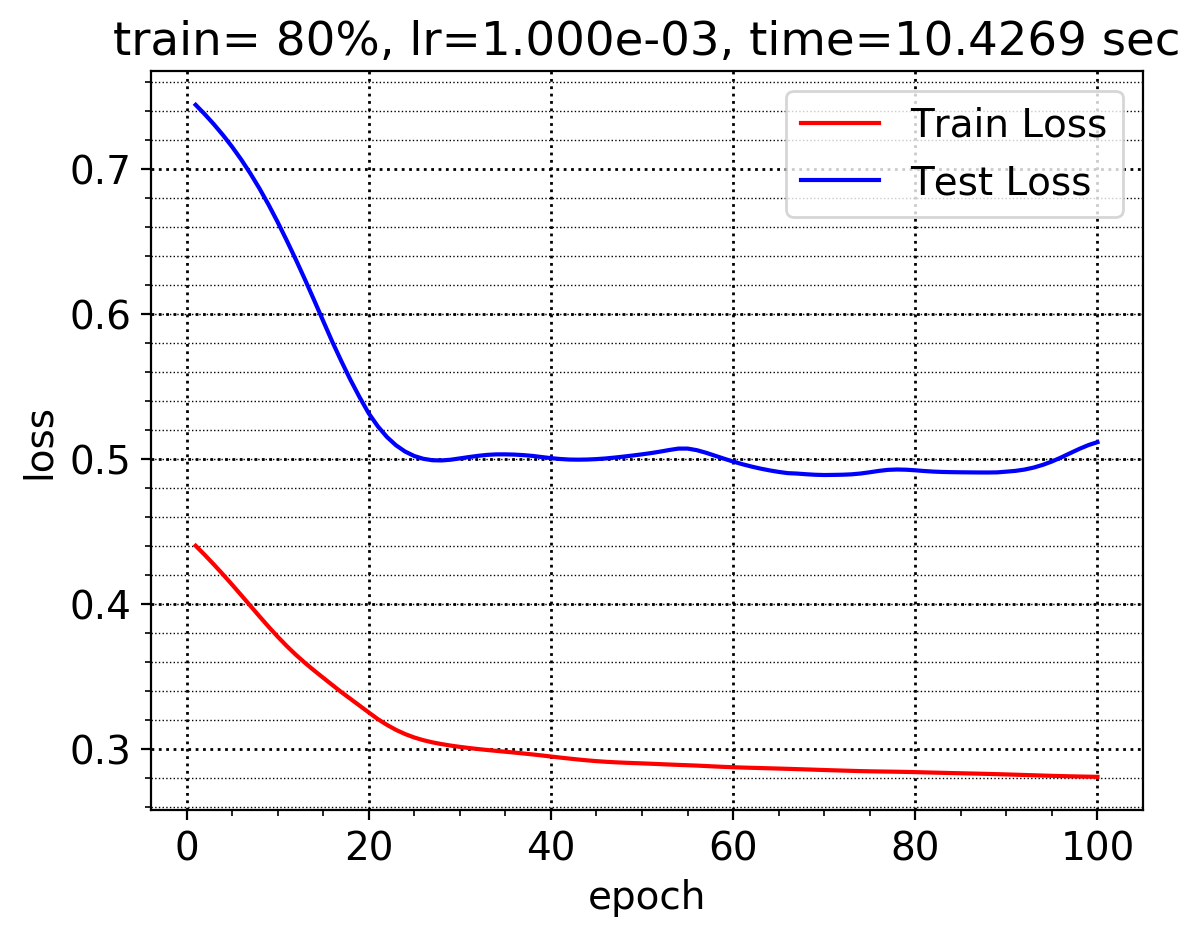 train= 80%, lr=1.000e-03, time=10.4269 sec
Train Loss
Test Loss
0.7
0.6
0.5
0.4
0.3
loss
0 20 40 60 80 100
epoch